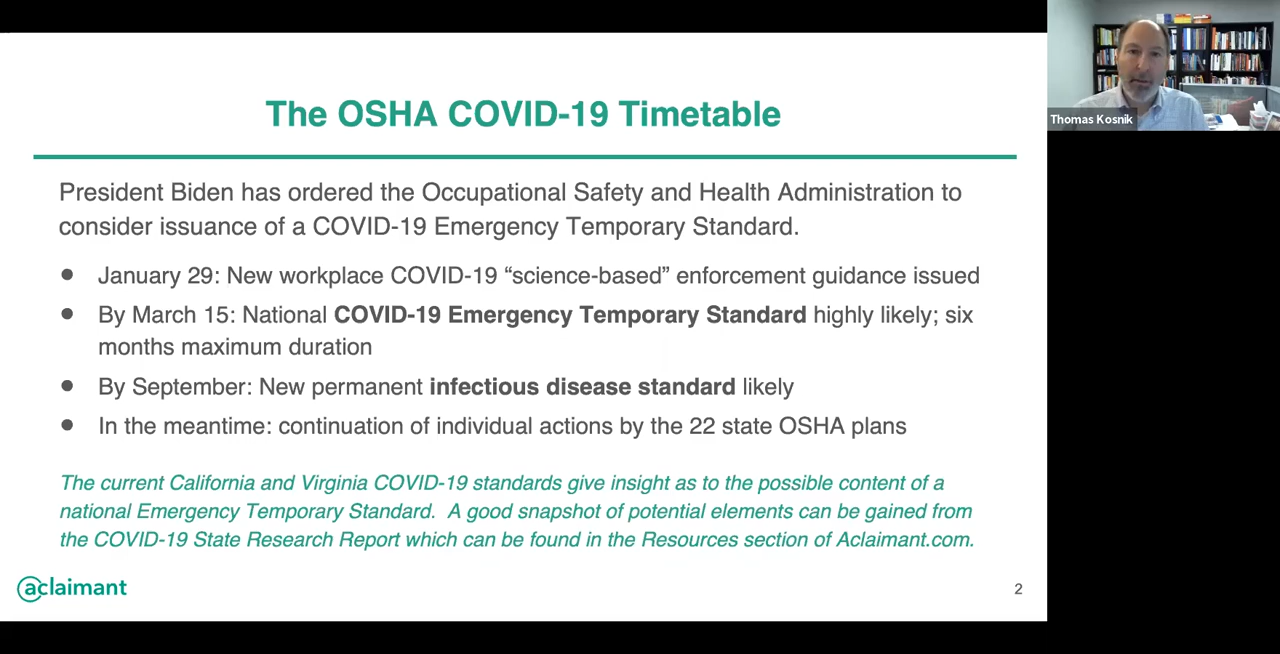 The OSHA COVID-19 Timetable
President Biden has ordered the Occupational Safety and Health Administration to
consider issuance of a COVID-19 Emergency Temporary Standard.
● January 29: New workplace COVID-19 “science-based” enforcement guidance issued
● By March 15: National COVID-19 Emergency Temporary Standard highly likely; six
months maximum duration
● By September: New permanent infectious disease standard likely
● In the meantime: continuation of individual actions by the 22 state OSHA plans
The current California and Virginia COVID-19 standards give insight as to the possible content of a
national Emergency Temporary Standard.  A good snapshot of potential elements can be gained from
the COVID-19 State Research Report which can be found in the Resources section of Aclaimant.com.
aclaimant
2
Thomas Kosnik